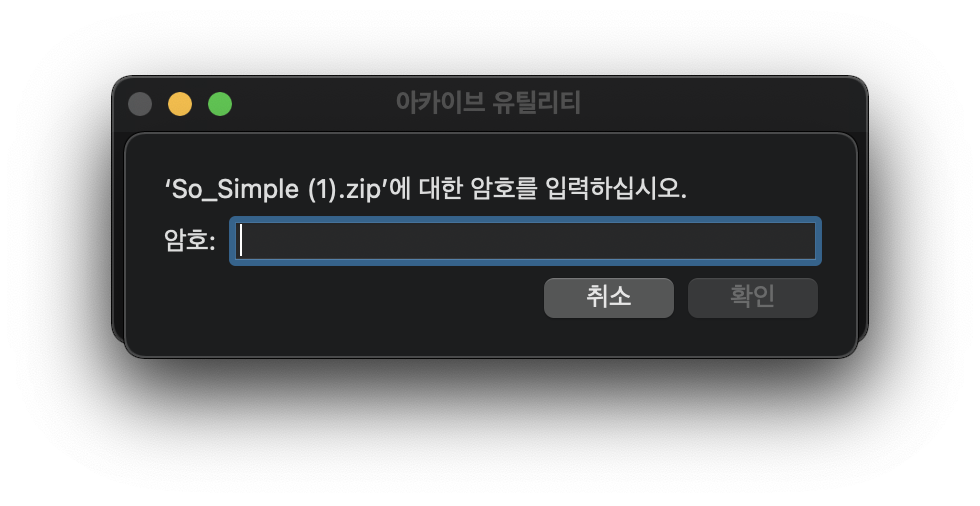 아카이브 유틸리티
‘So_Simple (1).zip’에 대한 암호를 입력하십시오.
암호:
취소 확인